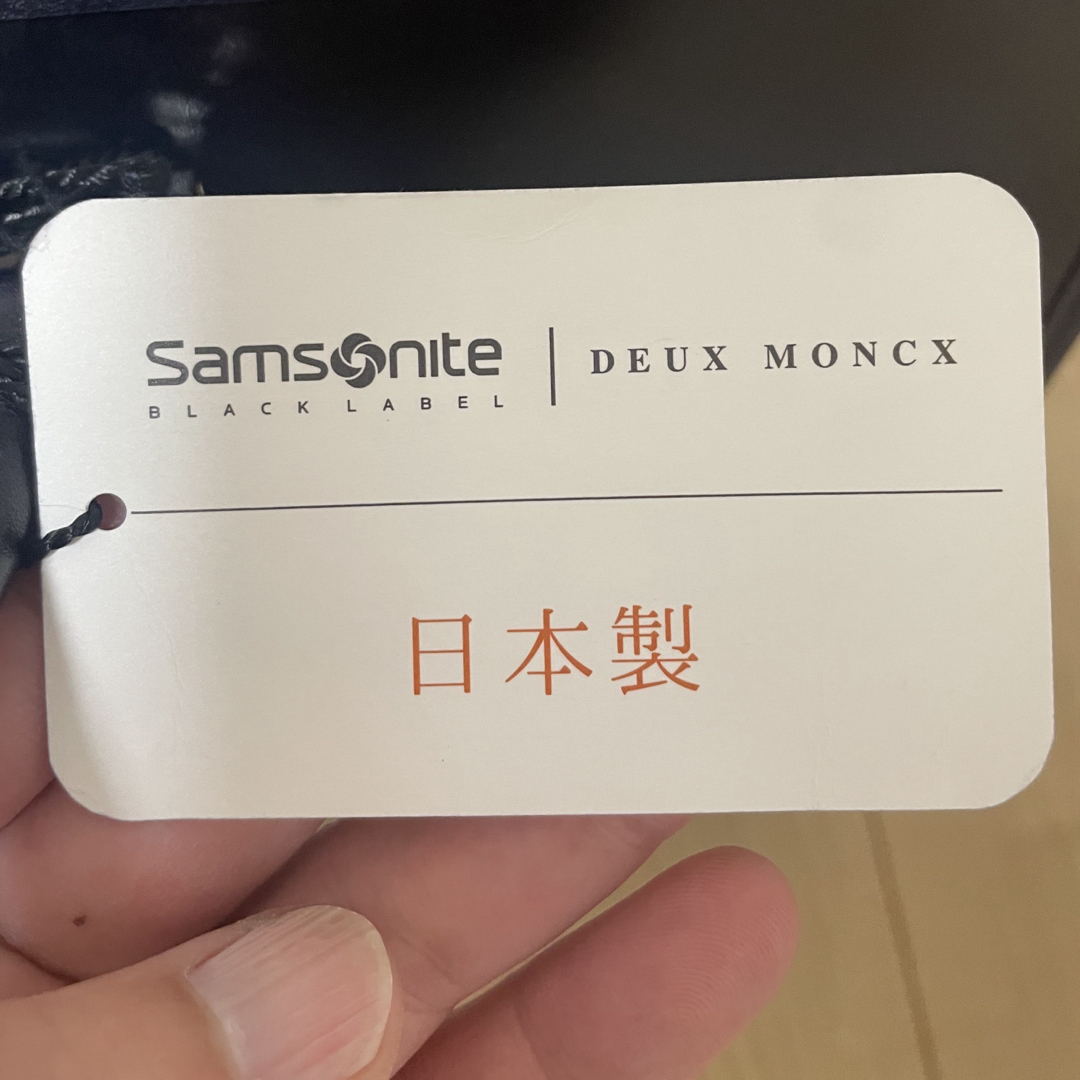 Samsonite | DEUX MONCX
BLACK LABEL
日本製